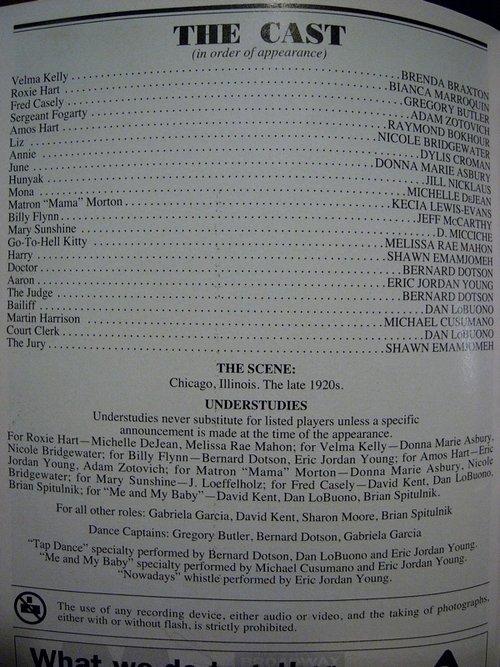 THE CAST
(in order of appearance)
Velma Kelly . . . . . . . . . . BRENDA BRAXTON
Roxie Hart . . . . . . . . . . BIANCA MARROQUIN
Fred Casely . . . . . . . . . . GREGORY BUTLER
Sergeant Fogarty . . . . . . . . . . ADAM ZOTOVICH
Amos Hart . . . . . . . . . . RAYMOND BOKHOUR
Liz . . . . . . . . . . NICOLE BRIDGEWATER
Annie . . . . . . . . . . DYLIS CROMAN
June . . . . . . . . . . DONNA MARIE ASBURY
Hunyak . . . . . . . . . . JILL NICKLAUS
Mona . . . . . . . . . . MICHELLE DeJEAN
Matron “Mama” Morton . . . . . . . . . . KECIA LEWIS-EVANS
Billy Flynn . . . . . . . . . . JEFF McCARTHY
Mary Sunshine . . . . . . . . . . D. MICCICHE
Go-To-Hell Kitty . . . . . . . . . . MELISSA RAE MAHON
Harry . . . . . . . . . . SHAWN EMAMJOMEH
Doctor . . . . . . . . . . BERNARD DOTSON
Aaron . . . . . . . . . . ERIC JORDAN YOUNG
The Judge . . . . . . . . . . BERNARD DOTSON
Bailiff . . . . . . . . . . DAN LoBUONO
Martin Harrison . . . . . . . . . . MICHAEL CUSUMANO
Court Clerk . . . . . . . . . . DAN LoBUONO
The Jury . . . . . . . . . . SHAWN EMAMJOMEH
THE SCENE:
Chicago, Illinois. The late 1920s.
UNDERSTUDIES
Understudies never substitute for listed players unless a specific
announcement is made at the time of the appearance.
For Roxie Hart—Michelle DeJean, Melissa Rae Mahon; for Velma Kelly—Donna Marie Asbury,
Nicole Bridgewater; for Billy Flynn—Bernard Dotson, Eric Jordan Young; for Amos Hart—Eric
Jordan Young, Adam Zotovich; for Matron “Mama” Morton—Donna Marie Asbury, Nicole
Bridgewater; for Mary Sunshine—J. Loeffelholz; for Fred Casely—David Kent, Dan LoBuono,
Brian Spitulnik; for “Me and My Baby”—David Kent, Dan LoBuono, Brian Spitulnik.
For all other roles: Gabriela Garcia, David Kent, Sharon Moore, Brian Spitulnik
Dance Captains: Gregory Butler, Bernard Dotson, Gabriela Garcia
“Tap Dance” specialty performed by Bernard Dotson, Dan LoBuono and Eric Jordan Young.
“Me and My Baby” specialty performed by Michael Cusumano and Eric Jordan Young.
“Nowadays” whistle performed by Eric Jordan Young.
The use of any recording device, either audio or video, and the taking of photographs,
either with or without flash, is strictly prohibited.
What we do